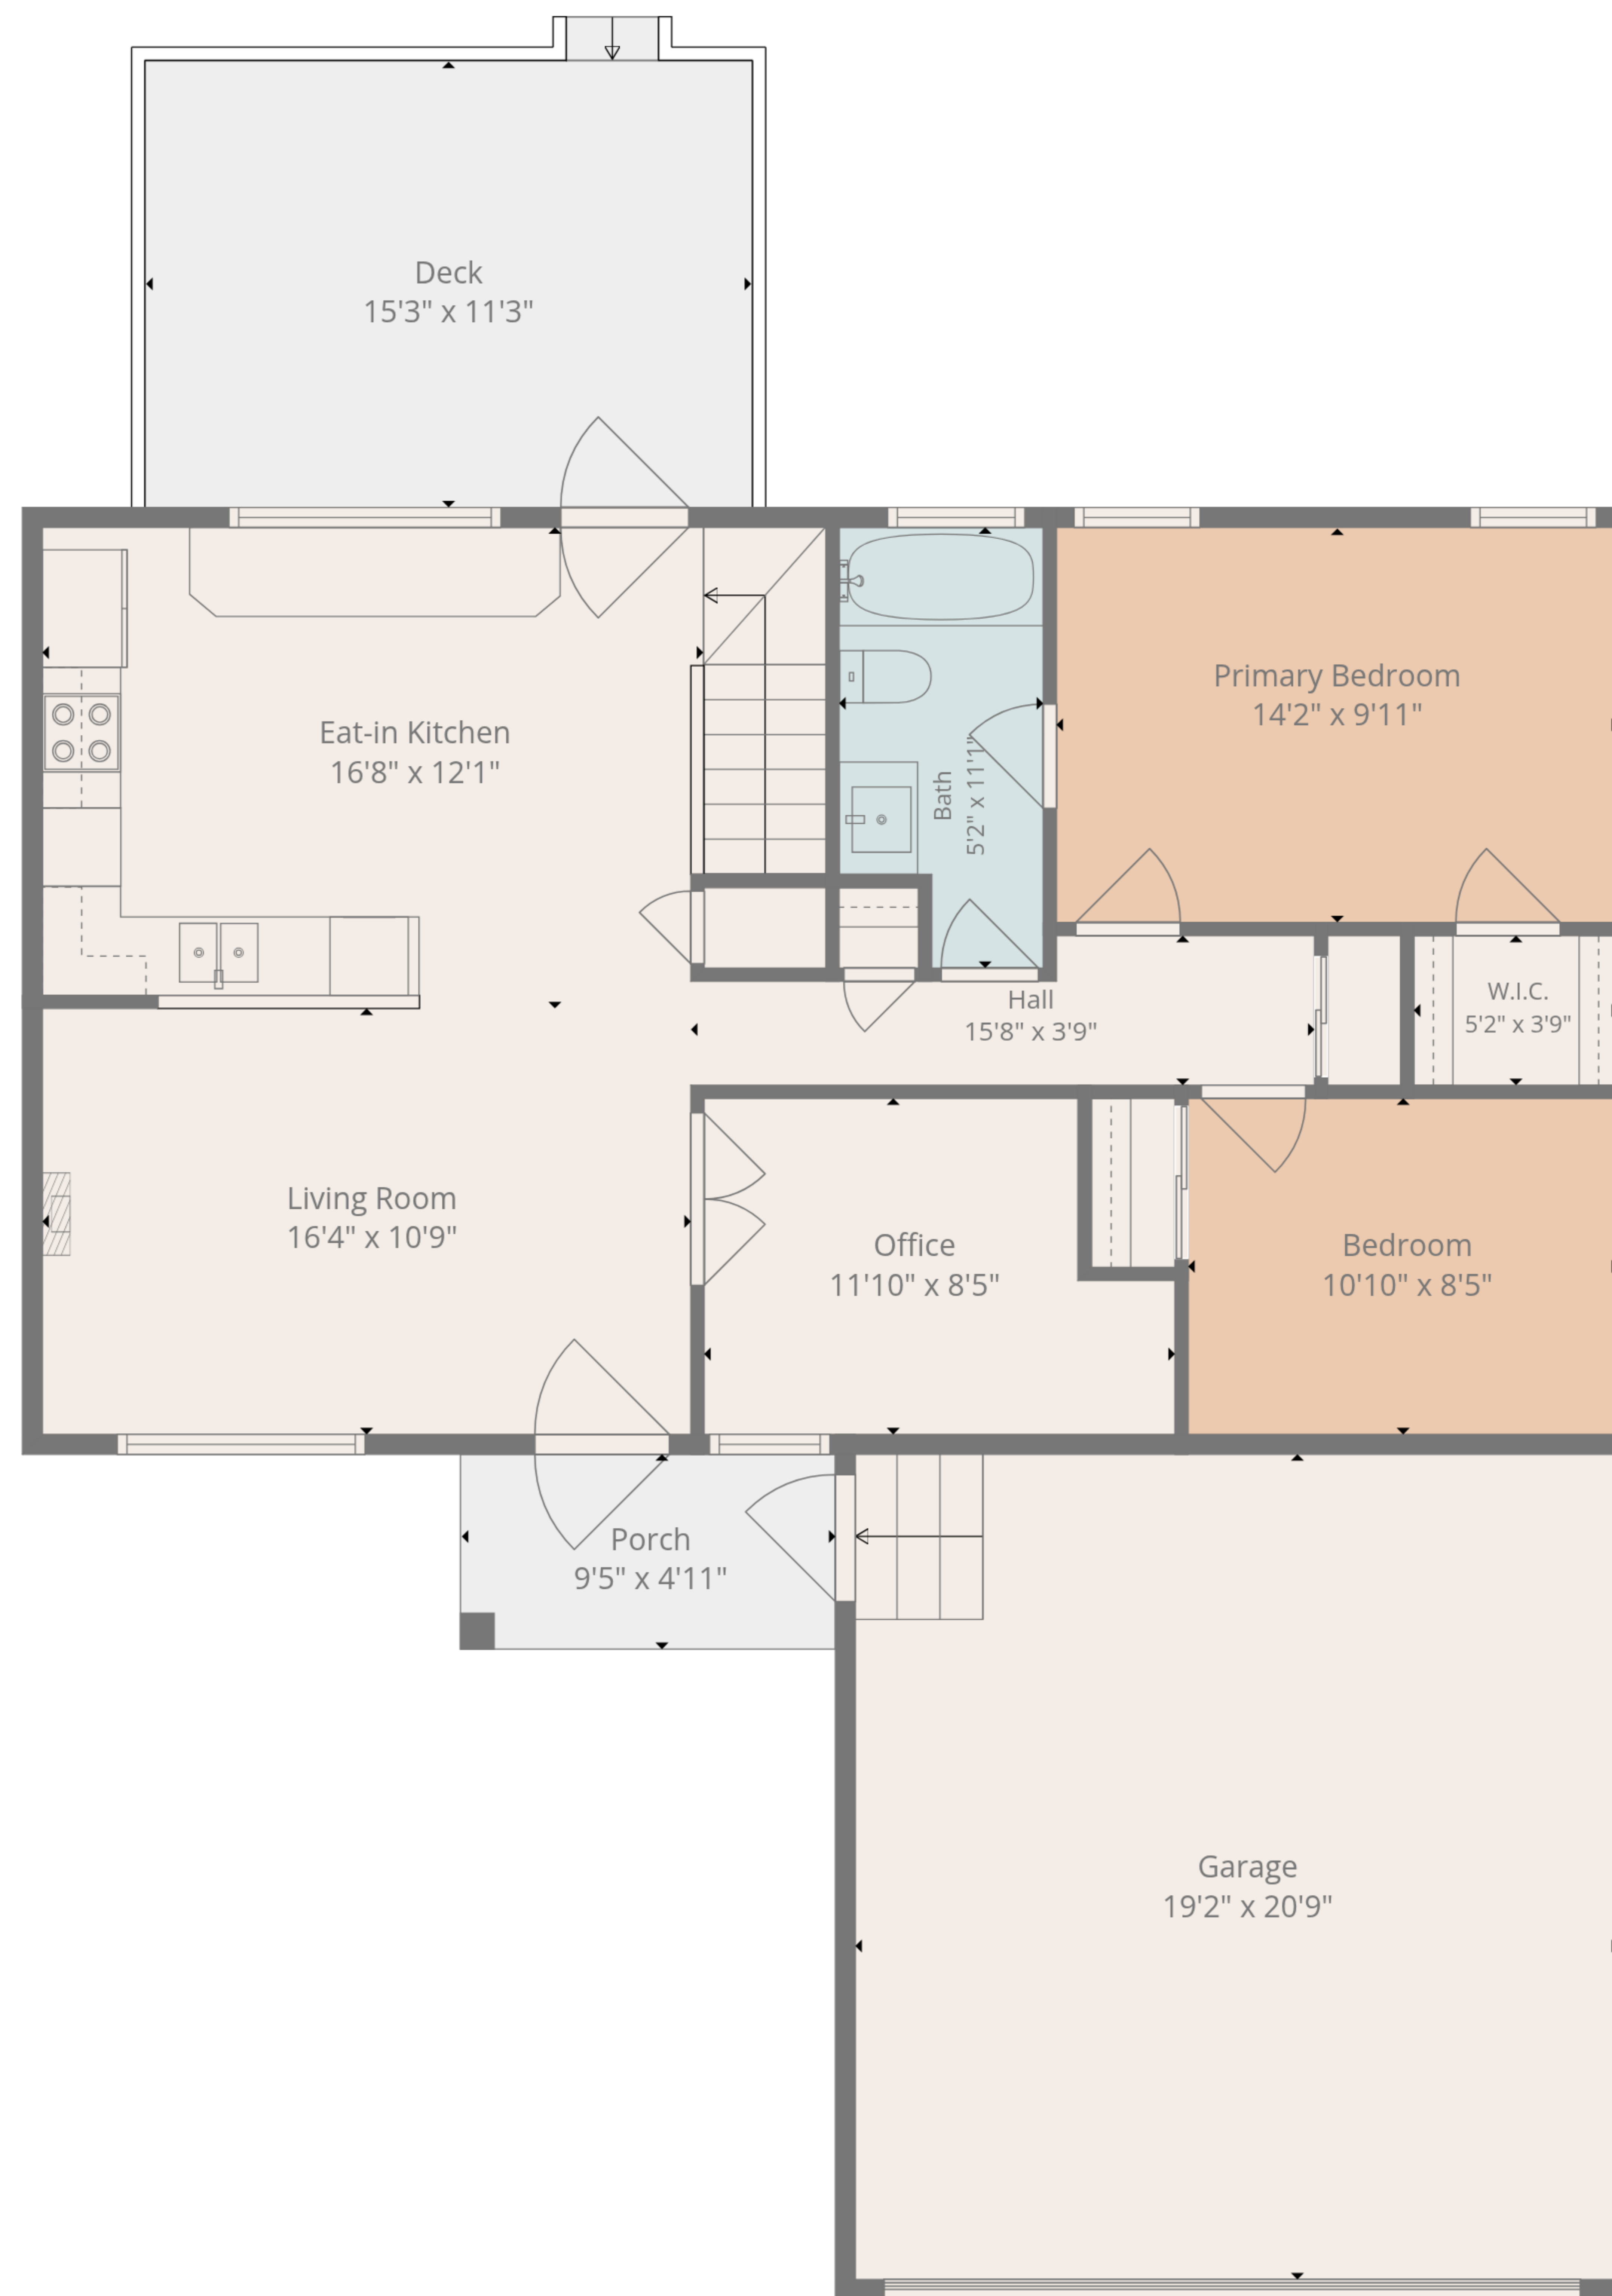 Deck
15'3" x 11'3"
Eat-in Kitchen
16'8" x 12'1"
Bath
5'2" x 11'1"
Primary Bedroom
14'2" x 9'11"
Hall
15'8" x 3'9"
W.I.C.
5'2" x 3'9"
Living Room
16'4" x 10'9"
Office
11'10" x 8'5"
Bedroom
10'10" x 8'5"
Porch
9'5" x 4'11"
Garage
19'2" x 20'9"